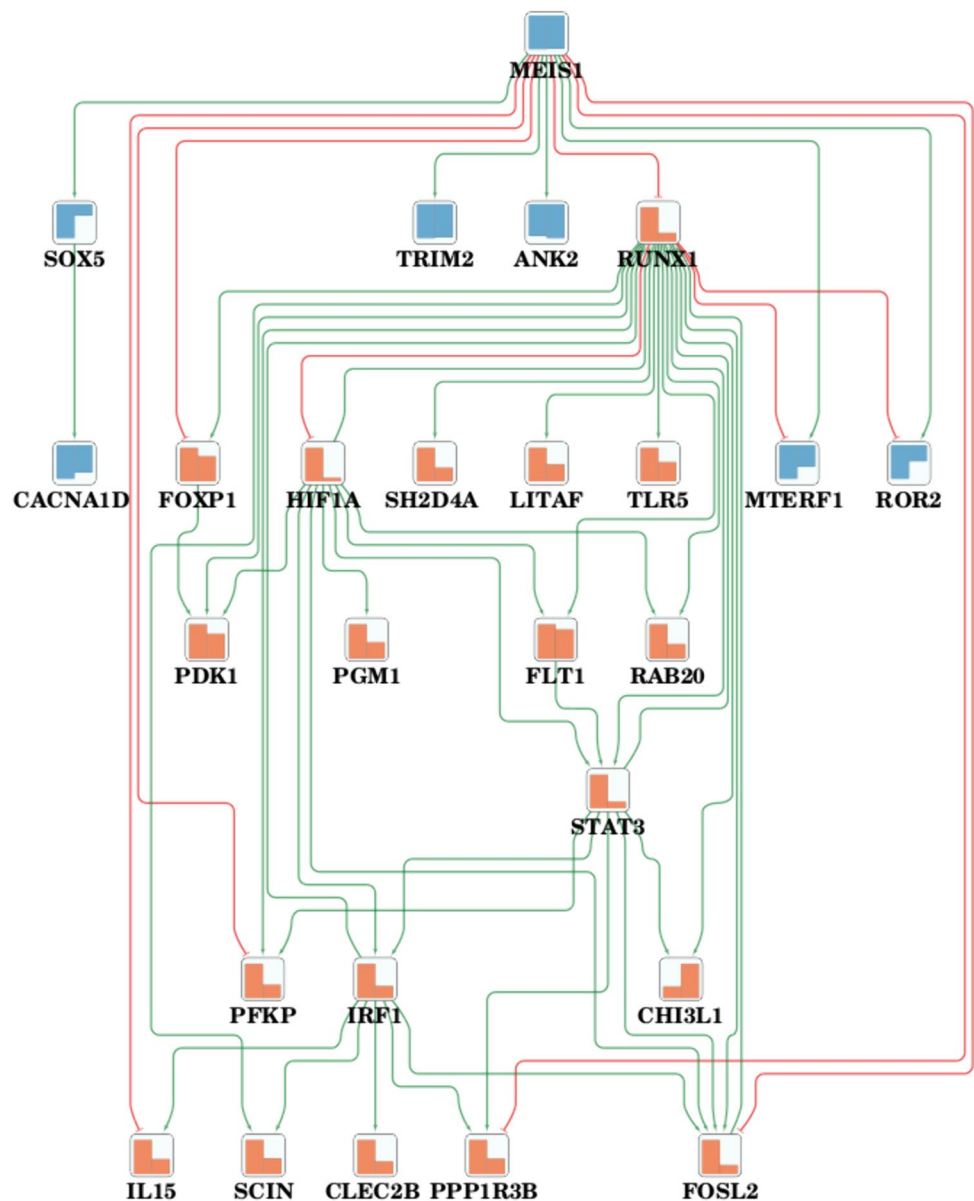 MEIS1
SOX5 TRIM2 ANK2 RUNX1
CACNA1D FOXP1 HIF1A SH2D4A LITAF TLR5 MTERF1 ROR2
PDK1 PGM1 FLT1 RAB20
STAT3
PFKP IRF1 CHI3L1
IL15 SCIN CLEC2B PPP1R3B FOSL2